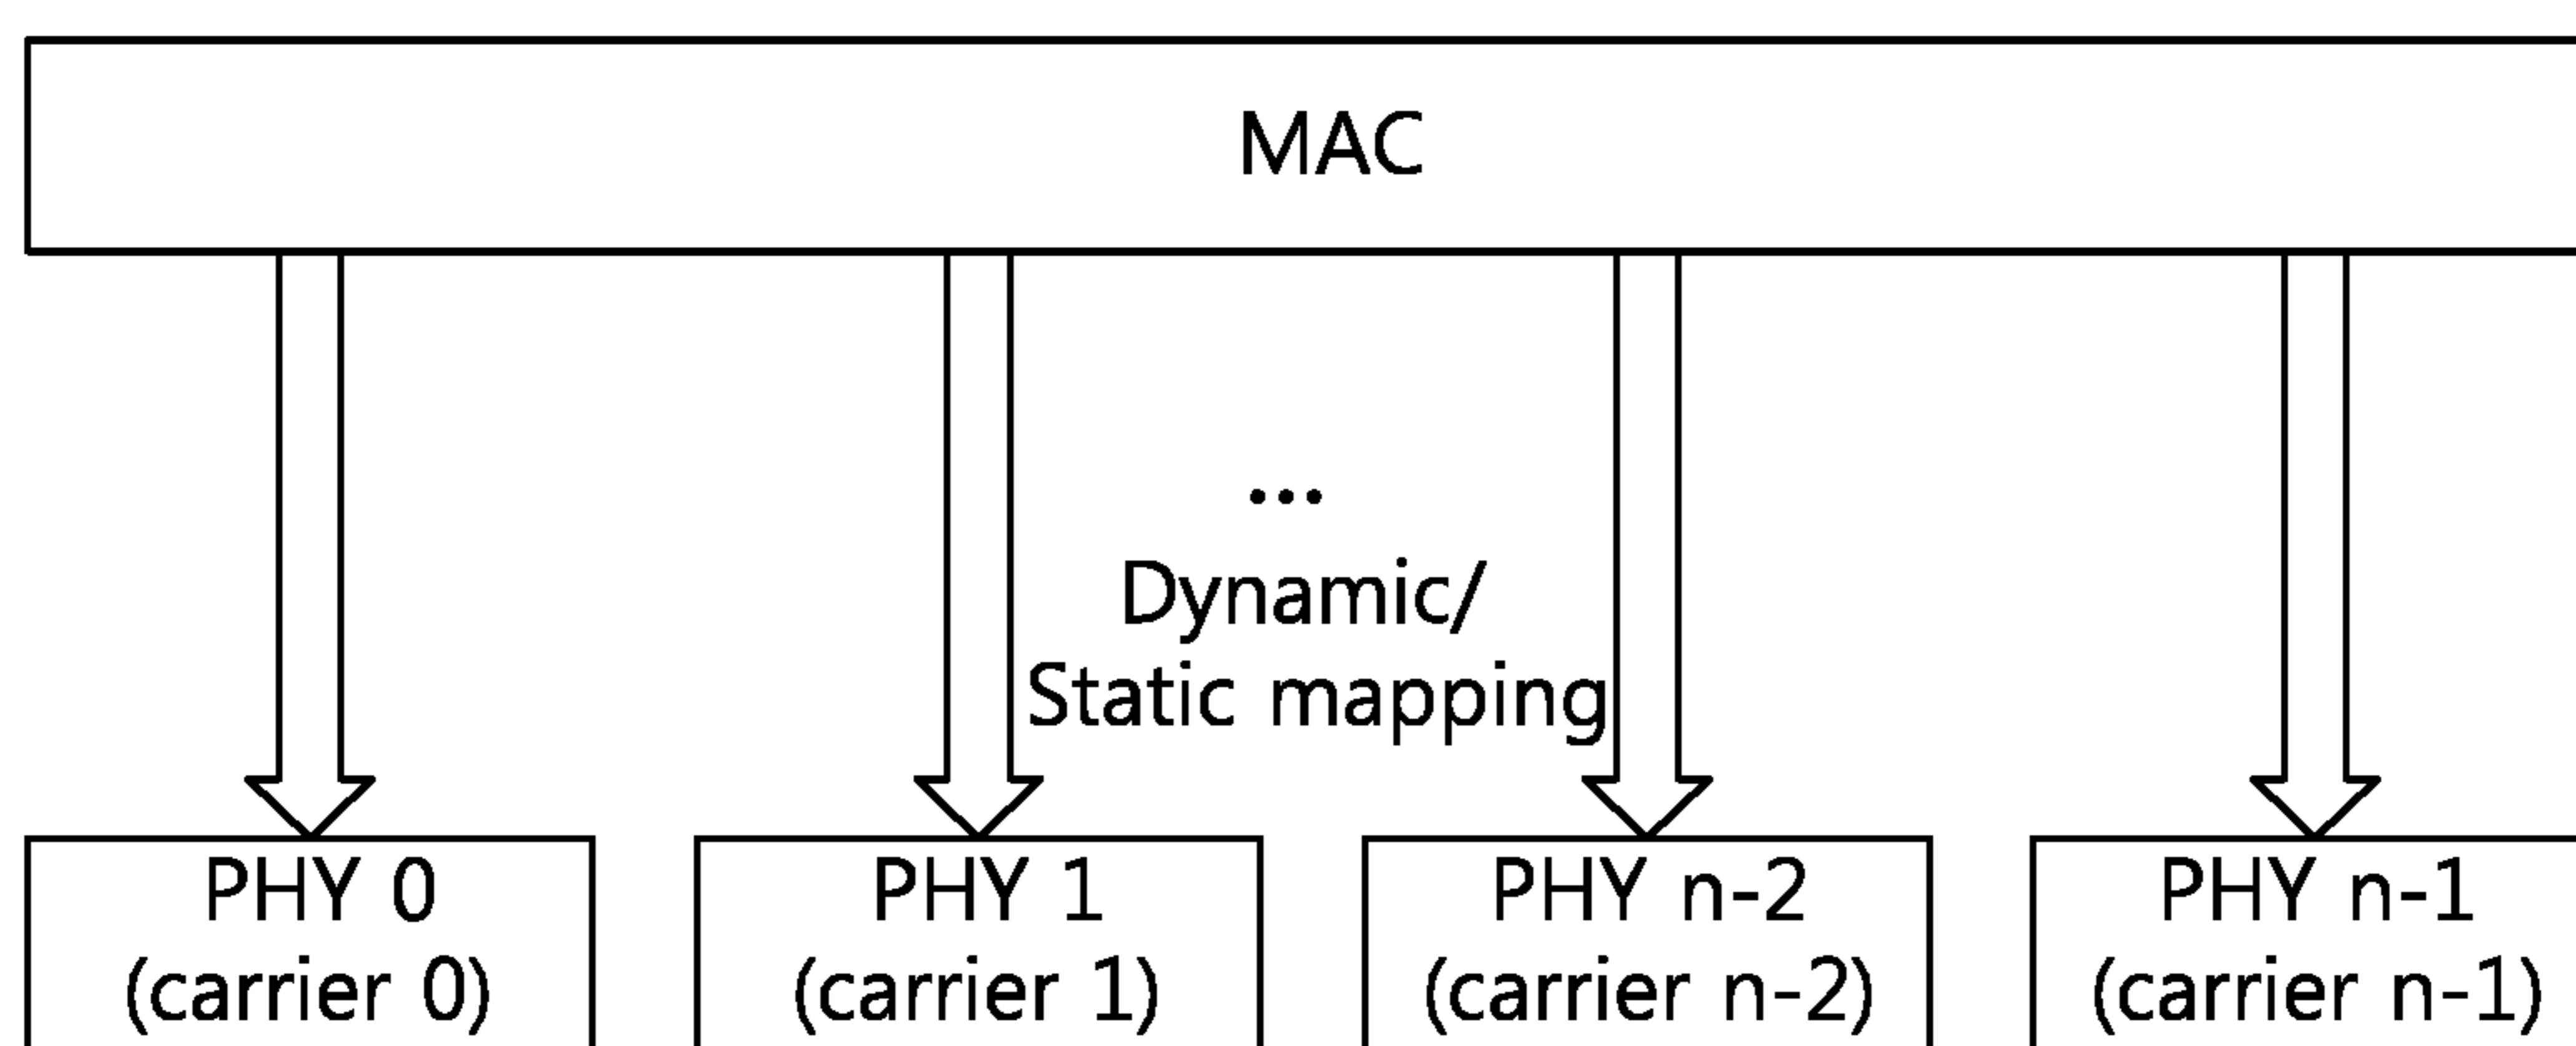 MAC
...
Dynamic/
Static mapping
PHY 0
(carrier 0)
PHY 1
(carrier 1)
PHY n-2
(carrier n-2)
PHY n-1
(carrier n-1)